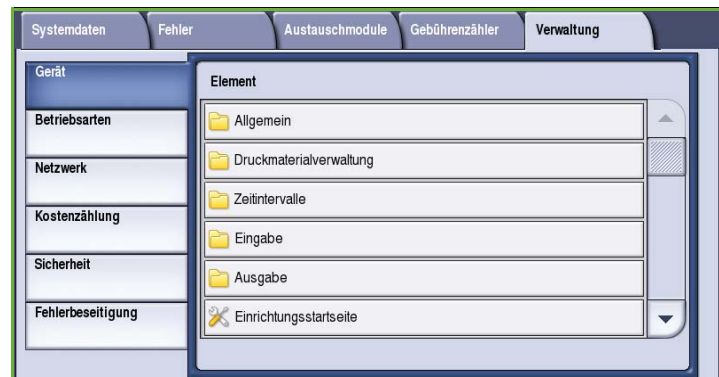 Systemdaten
Fehler
Austauschmodule
Gebührenzähler
Verwaltung
Gerät
Betriebsarten
Netzwerk
Kostenzählung
Sicherheit
Fehlerbeseitigung
Element
Allgemein
Druckmaterialverwaltung
Zeitintervalle
Eingabe
Ausgabe
Einrichtungsstartseite